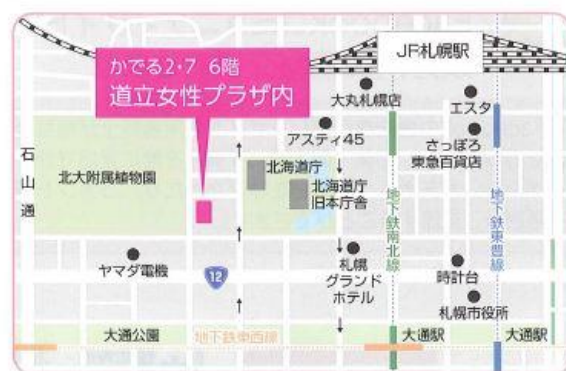 JR札幌駅
かでる2・7 6階
道立女性プラザ内
大丸札幌店
エスタ
アスティ45
さっぽろ
東急百貨店
石山通
北大附属植物園
北海道庁
北海道庁
旧本庁舎
地下鉄南北線
地下鉄東豊線
ヤマダ電機
12
札幌
グランド
ホテル
時計台
札幌市役所
大通公園
地下鉄東西線
大通駅
大通駅